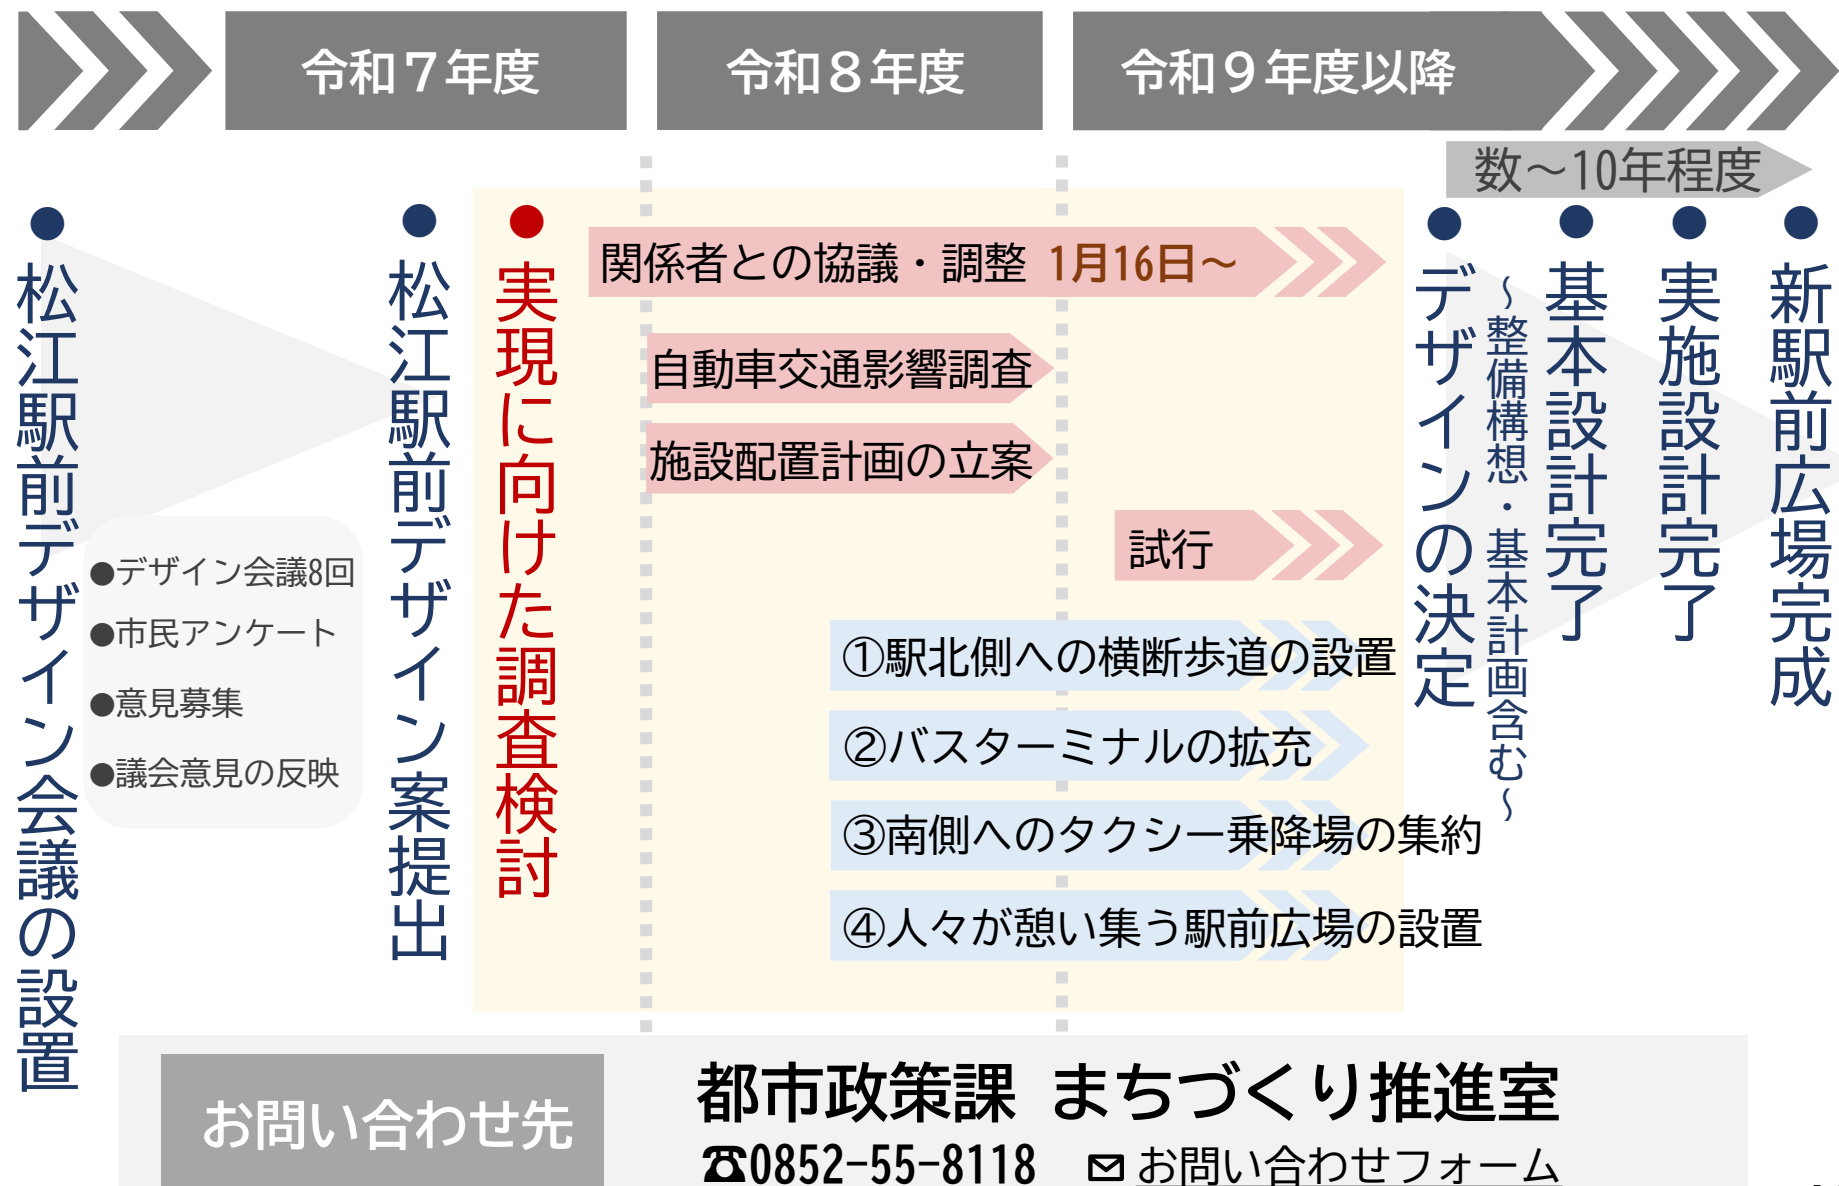 令和７年度
令和８年度
令和９年度以降
数～10年程度
●松江駅前デザイン会議の設置
●デザイン会議8回
●市民アンケート
●意見募集
●議会意見の反映
●松江駅前デザイン案提出
●実現に向けた調査検討
関係者との協議・調整 1月16日～
自動車交通影響調査
施設配置計画の立案
試行
①駅北側への横断歩道の設置
②バスターミナルの拡充
③南側へのタクシー乗降場の集約
④人々が憩い集う駅前広場の設置
●デザインの決定
～整備構想・基本計画含む～
●基本設計完了
●実施設計完了
●新駅前広場完成
お問い合わせ先
都市政策課 まちづくり推進室
☎0852-55-8118 ✉お問い合わせフォーム